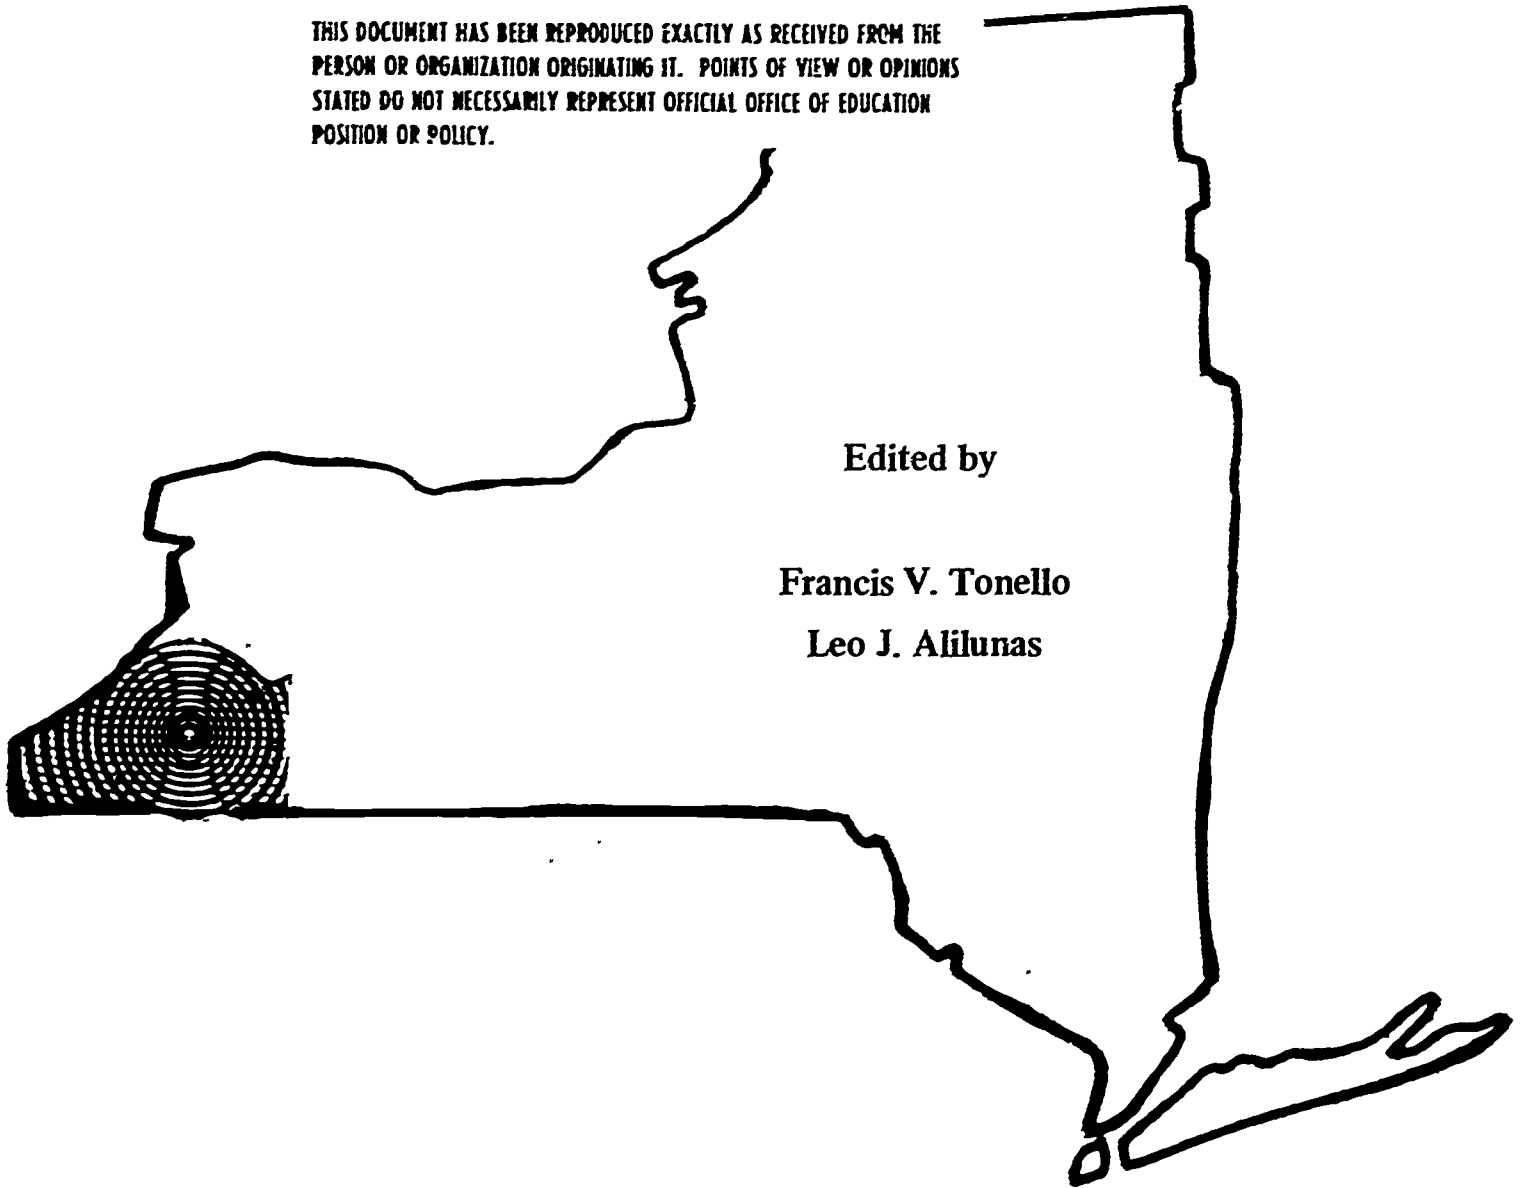 THIS DOCUMENT HAS BEEN REPRODUCED EXACTLY AS RECEIVED FROM THE
PERSON OR ORGANIZATION ORIGINATING IT. POINTS OF VIEW OR OPINIONS
STATED DO NOT NECESSARILY REPRESENT OFFICIAL OFFICE OF EDUCATION
POSITION OR POLICY.
Edited by
Francis V. Tonello
Leo J. Alilunas